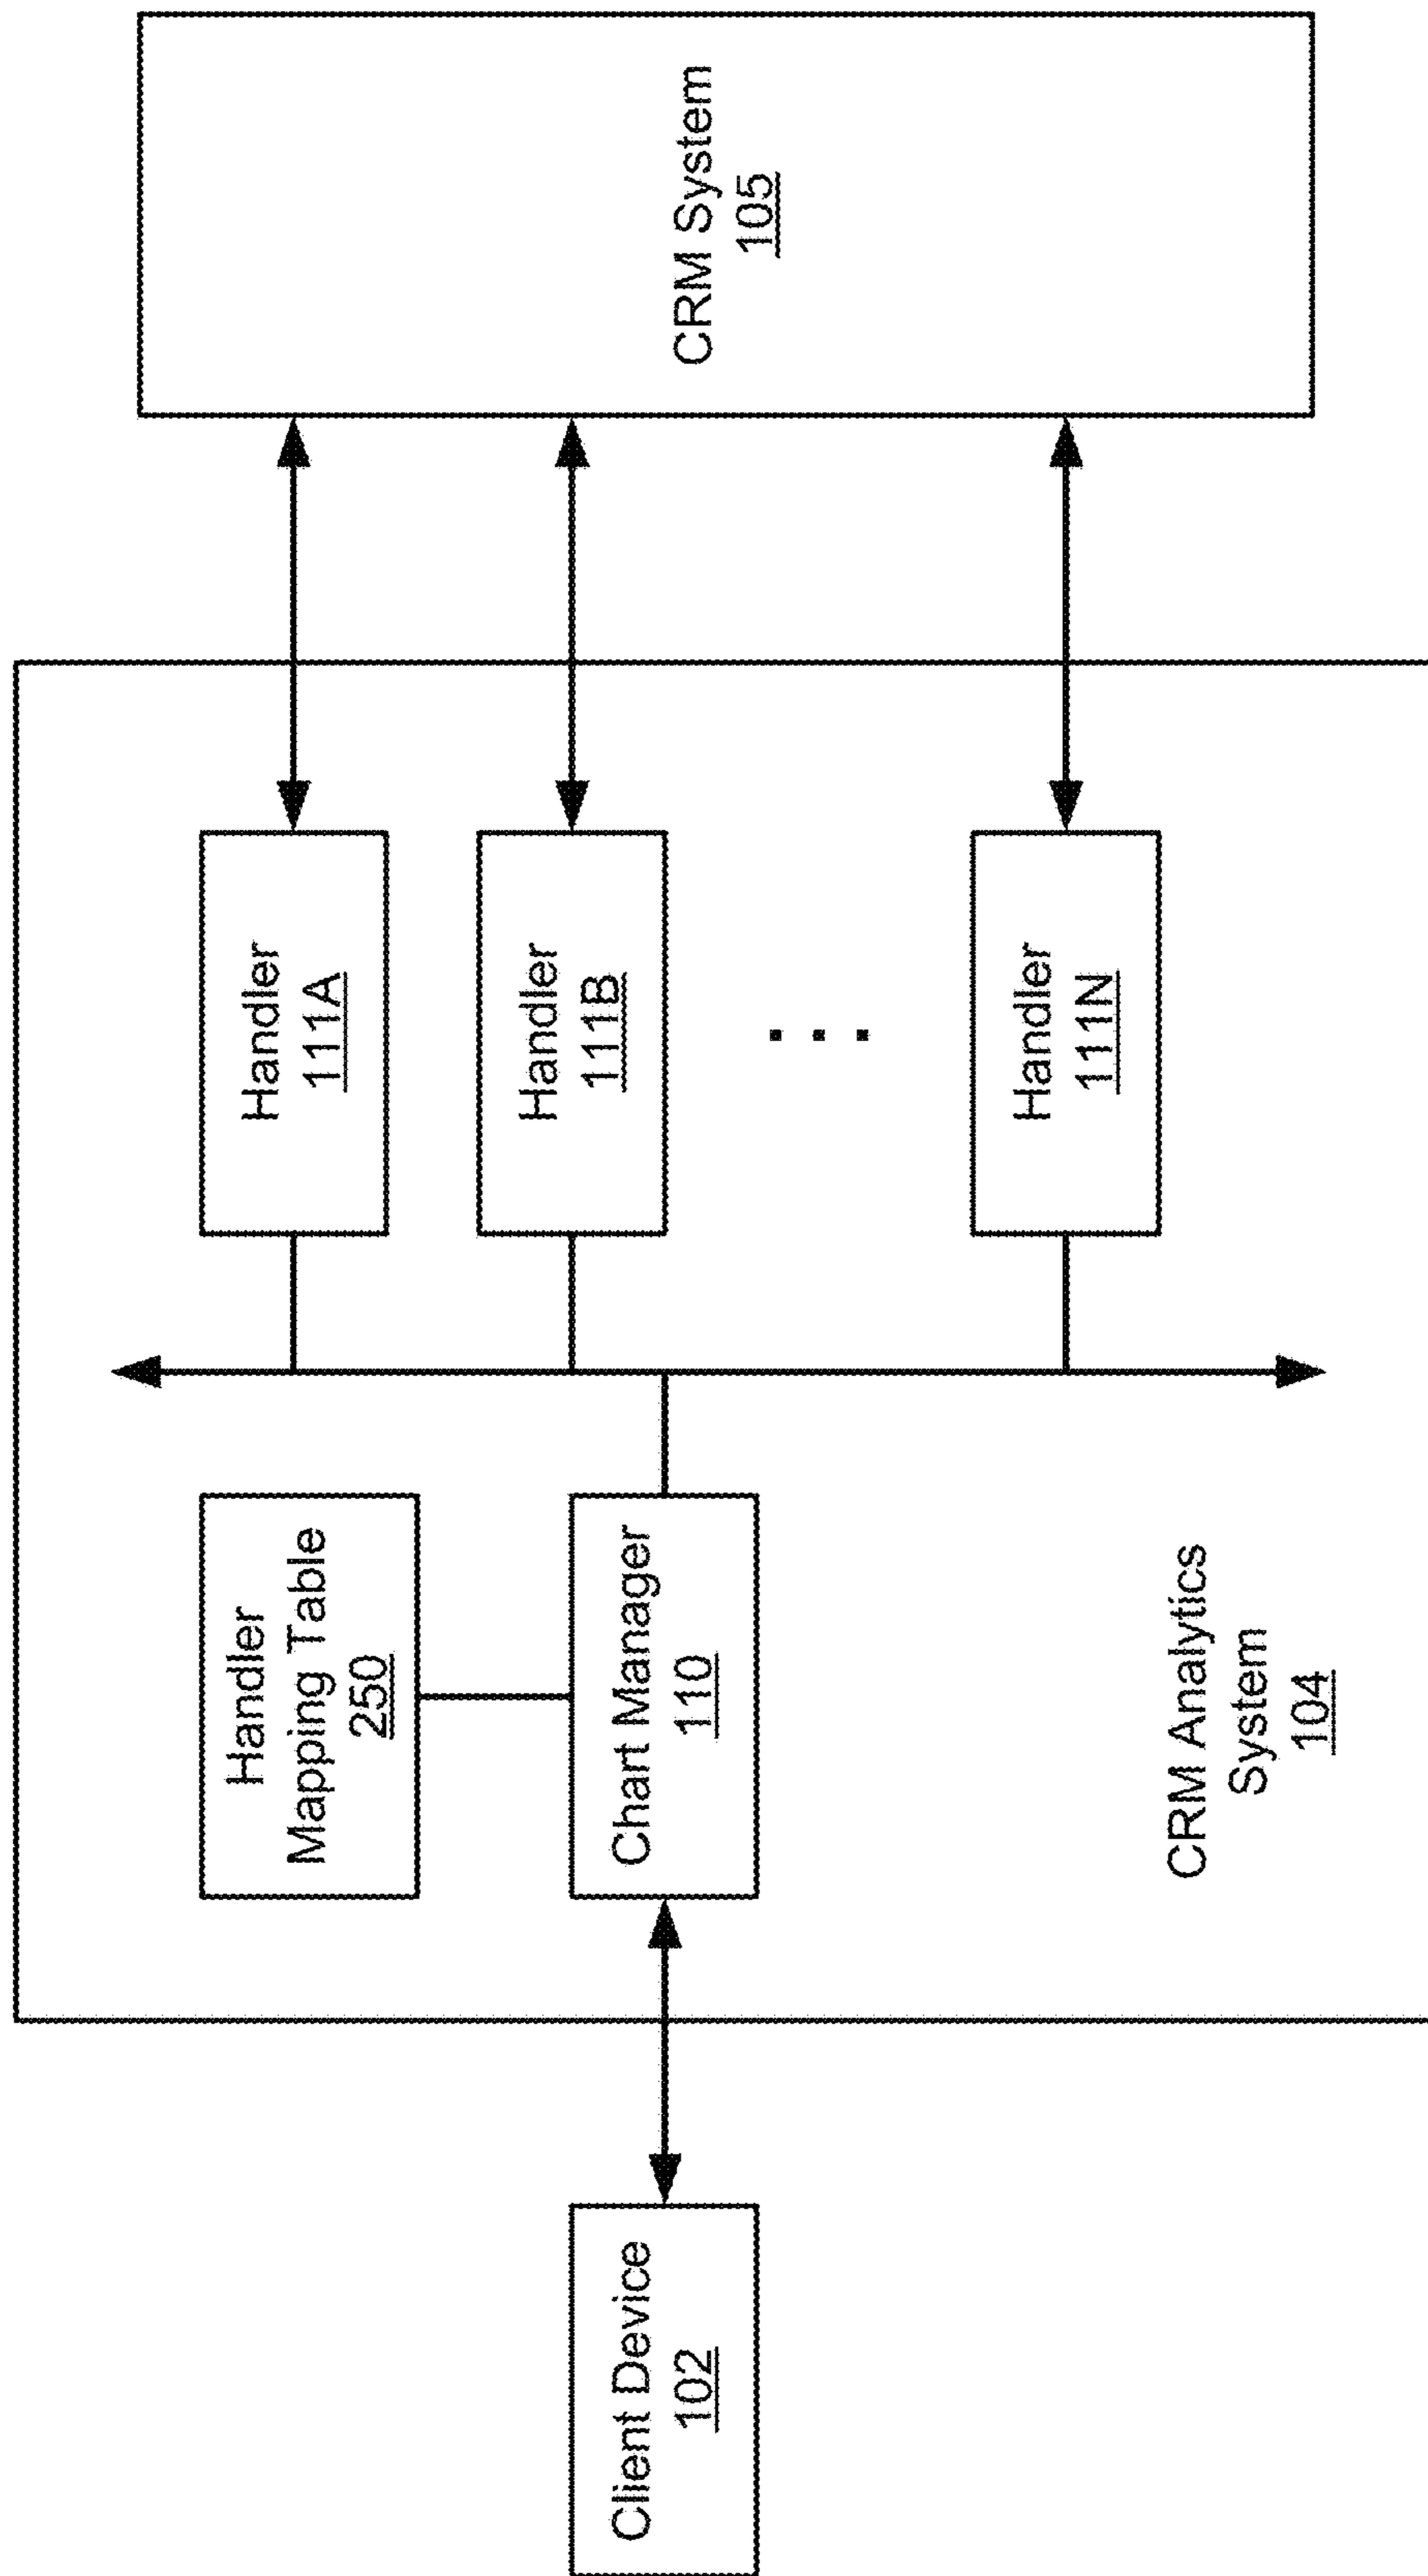 Client Device
102
Handler
Mapping Table
250
Chart Manager
110
CRM Analytics
System
104
Handler
111A
Handler
111B
. . .
Handler
111N
CRM System
105